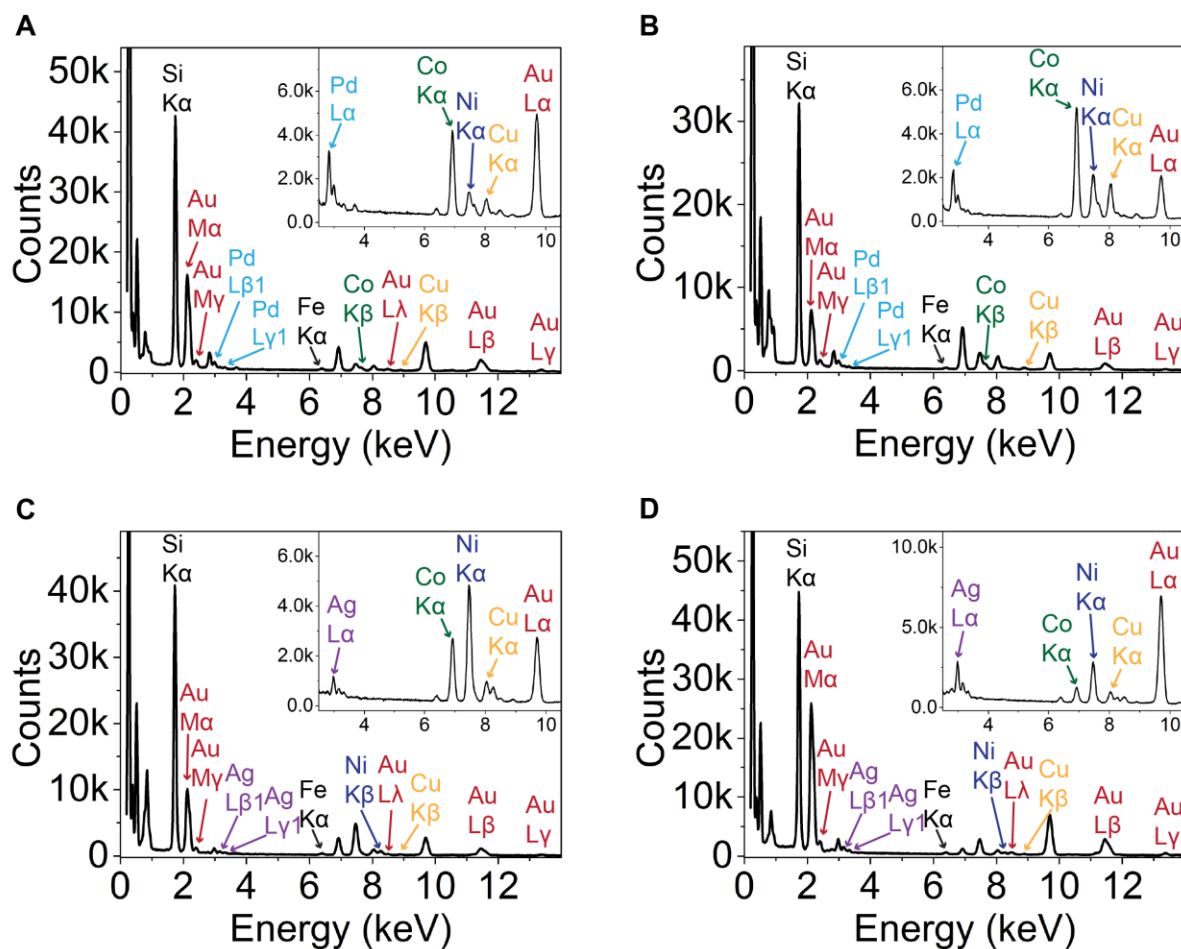 A
Counts
50k
40k
30k
20k
10k
0
0 2 4 6 8 10 12
Energy (keV)
Si
Kα
Au
Mα
Au
Mγ
Pd
Lβ1
Pd
Lγ1
Fe
Kα
Co
Kβ
Au
Lλ
Cu
Kβ
Au
Lβ
Au
Lγ
6.0k
4.0k
2.0k
0.0
4 6 8 10
Pd
Lα
Co
Kα
Ni
Kα
Cu
Kα
Au
Lα
B
Counts
30k
20k
10k
0
0 2 4 6 8 10 12
Energy (keV)
Si
Kα
Au
Mα
Au
Mγ
Pd
Lβ1
Pd
Lγ1
Fe
Kα
Co
Kβ
Cu
Kβ
Au
Lβ
Au
Lγ
6.0k
4.0k
2.0k
0.0
4 6 8 10
Pd
Lα
Co
Kα
Ni
Kα
Cu
Kα
Au
Lα
C
Counts
40k
30k
20k
10k
0
0 2 4 6 8 10 12
Energy (keV)
Si
Kα
Au
Mα
Au
Mγ
Ag
Lβ1
Ag
Lγ1
Fe
Kα
Ni
Kβ
Au
Lλ
Cu
Kβ
Au
Lβ
Au
Lγ
6.0k
4.0k
2.0k
0.0
4 6 8 10
Ag
Lα
Co
Kα
Ni
Kα
Cu
Kα
Au
Lα
D
Counts
50k
40k
30k
20k
10k
0
0 2 4 6 8 10 12
Energy (keV)
Si
Kα
Au
Mα
Au
Mγ
Ag
Lβ1
Ag
Lγ1
Fe
Kα
Ni
Kβ
Au
Lλ
Cu
Kβ
Au
Lβ
Au
Lγ
10.0k
5.0k
0.0
4 6 8 10
Ag
Lα
Co
Kα
Ni
Kα
Cu
Kα
Au
Lα